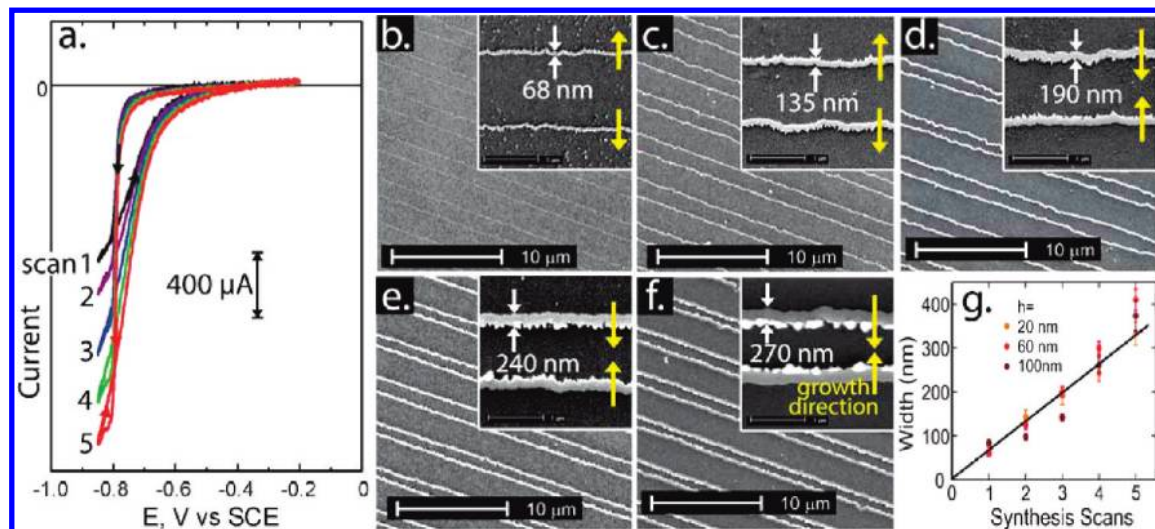 a.
0
scan1
2
3
4
5
400 μA
Current
-1.0 -0.8 -0.6 -0.4 -0.2 0.0
E, V vs SCE
b.
68 nm
10 μm
c.
135 nm
10 μm
d.
190 nm
10 μm
e.
240 nm
10 μm
f.
270 nm
growth
direction
10 μm
g.
h=
20 nm
60 nm
100nm
Width (nm)
400
300
200
100
0 1 2 3 4 5
Synthesis Scans